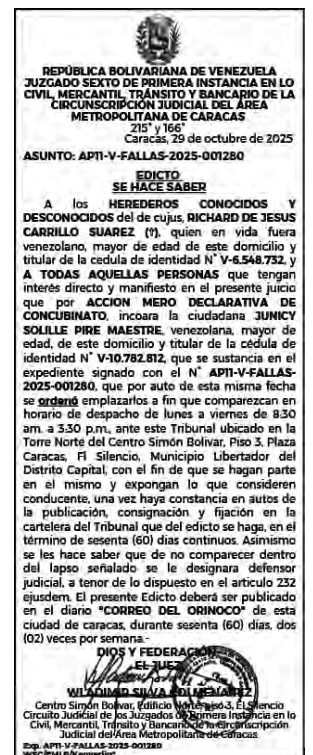 REPÚBLICA BOLIVARIANA DE VENEZUELA
JUZGADO SEXTO DE PRIMERA INSTANCIA EN LO
CIVIL, MERCANTIL, TRÁNSITO Y BANCARIO DE LA
CIRCUNSCRIPCIÓN JUDICIAL DEL ÁREA
METROPOLITANA DE CARACAS
215° y 166°
Caracas, 29 de octubre de 2025
ASUNTO: AP11-V-FALLAS-2025-001280
EDICTO
SE HACE SABER
A los HEREDEROS CONOCIDOS Y
DESCONOCIDOS del de cujus, RICHARD DE JESUS
CARRILLO SUAREZ (†), quien en vida fuera
venezolano, mayor de edad de este domicilio y
titular de la cedula de identidad N° V-6.548.732, y
A TODAS AQUELLAS PERSONAS que tengan
interés directo y manifiesto en el presente juicio
que por ACCION MERO DECLARATIVA DE
CONCUBINATO, incoara la ciudadana JUNICY
SOLILLE PIRE MAESTRE, venezolana, mayor de
edad, de este domicilio y titular de la cédula de
identidad N° V-10.782.812, que se sustancia en el
expediente signado con el N° AP11-V-FALLAS-
2025-001280, que por auto de esta misma fecha
se ordenó emplazarlos a fin que comparezcan en
horario de despacho de lunes a viernes de 8:30
am. a 3:30 p.m., ante este Tribunal ubicado en la
Torre Norte del Centro Simón Bolivar, Piso 3, Plaza
Caracas, El Silencio, Municipio Libertador del
Distrito Capital, con el fin de que se hagan parte
en el mismo y expongan lo que consideren
conducente, una vez haya constancia en autos de
la publicación, consignación y fijación en la
cartelera del Tribunal que del edicto se haga, en el
término de sesenta (60) días continuos. Asimismo
se les hace saber que de no comparecer dentro
del lapso señalado se le designara defensor
judicial, a tenor de lo dispuesto en el articulo 232
ejusdem. El presente Edicto deberá ser publicado
en el diario "CORREO DEL ORINOCO" de esta
ciudad de caracas, durante sesenta (60) días, dos
(02) veces por semana.-
DIOS Y FEDERACIÓN
EL JUEZ
WLADIMIR SILVA
Centro Simón Bolivar, Edificio Norte, piso 3, El Silencio
Circuito Judicial de los Juzgados de Primera Instancia en lo
Civil, Mercantil, Tránsito y Bancario de la Circunscripción
Judicial del Área Metropolitana de Caracas
Exp. AP11-V-FALLAS-2025-001280